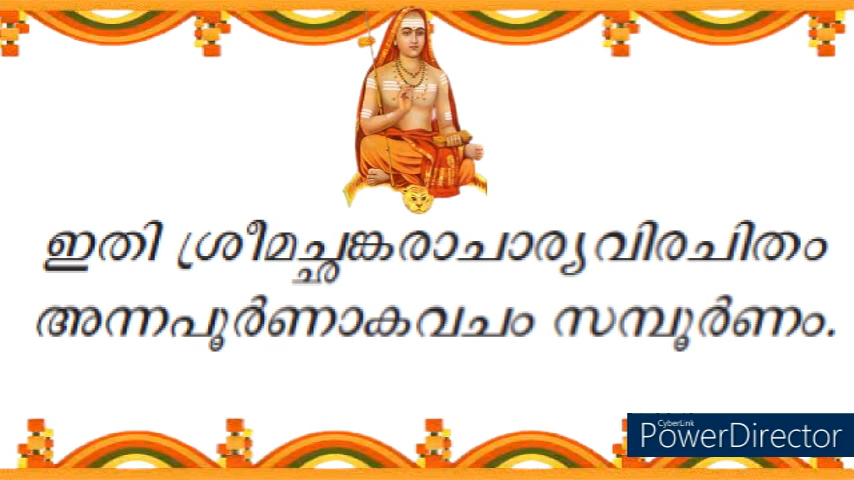 ഇതി ശ്രീമച്ഛങ്കരാചാര്യവിരചിതം
അന്നപൂർണാകവചം സമ്പൂർണം.
CyberLink
PowerDirector